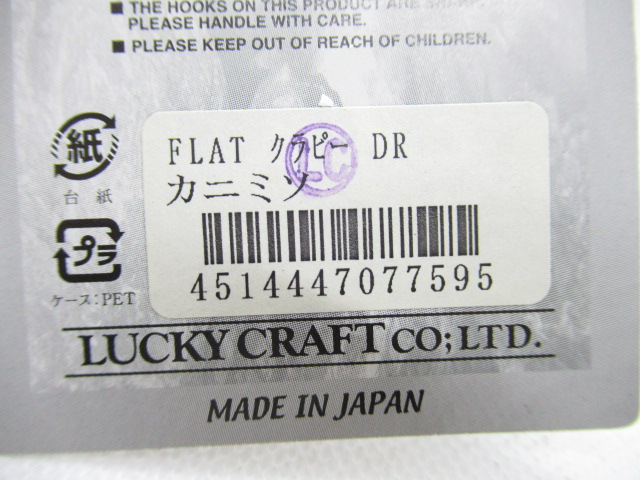 ■ THE HOOKS ON THIS PRODUCT ARE SHARP.
PLEASE HANDLE WITH CARE.
■ PLEASE KEEP OUT OF REACH OF CHILDREN.
紙
台 紙
プラ
ケース:PET
FLAT クラピー DR
LC
カニミソ
4514447077595
LUCKY CRAFT CO;LTD.
MADE IN JAPAN